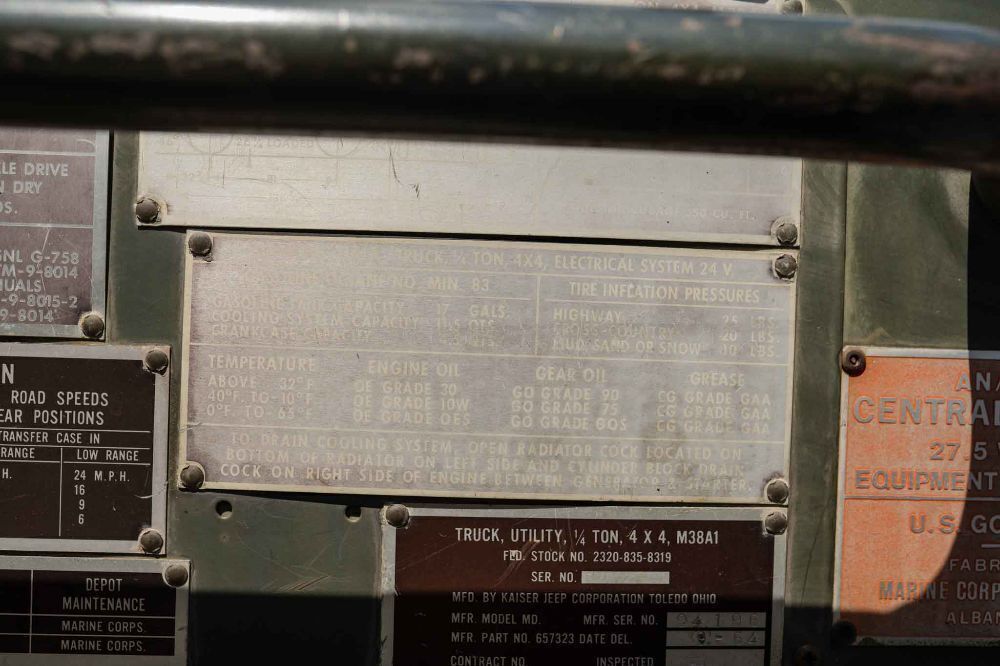 LOADED
350 CU. FT.
LE DRIVE
N DRY
DS.
SNL G-758
TM-9-8014
NUALS
-9-8015-2
9-8014
TRUCK, ¼ TON, 4X4, ELECTRICAL SYSTEM 24 V.
MIN. 83
TIRE INFLATION PRESSURES
GASOLINE TANK CAPACITY GALS.
COOLING SYSTEM CAPACITY QTS.
CRANKCASE CAPACITY QTS.
HIGHWAY 25 LBS.
CROSS-COUNTRY 20 LBS.
MUD, SAND OR SNOW 10 LBS.
TEMPERATURE ENGINE OIL GEAR OIL GREASE
ABOVE 32° F. OE GRADE 30 GO GRADE 90 CG GRADE GAA
40°F. TO-10°F. OE GRADE 10W GO GRADE 75 CG GRADE GAA
0°F. TO-65°F. OE GRADE OES GO GRADE GOS CG GRADE GAA
TO DRAIN COOLING SYSTEM, OPEN RADIATOR COCK LOCATED ON
BOTTOM OF RADIATOR ON LEFT SIDE AND CYLINDER BLOCK DRAIN
COCK ON RIGHT SIDE OF ENGINE BETWEEN GENERATOR & STARTER.
N
ROAD SPEEDS
EAR POSITIONS
TRANSFER CASE IN
RANGE LOW RANGE
H. 24 M.P.H.
16
9
6
DEPOT
MAINTENANCE
MARINE CORPS.
MARINE CORPS.
TRUCK, UTILITY, ¼ TON, 4 X 4, M38A1
FED. STOCK NO. 2320-835-8319
SER. NO.
MFD. BY KAISER JEEP CORPORATION TOLEDO OHIO
MFR. MODEL MD. MFR. SER. NO. 94196
MFR. PART NO. 657323 DATE DEL. -64
CONTRACT NO. INSPECTED
AN/
CENTRAL
27.5 V
EQUIPMENT
U.S. GO
FABR
MARINE CORP
ALBAN